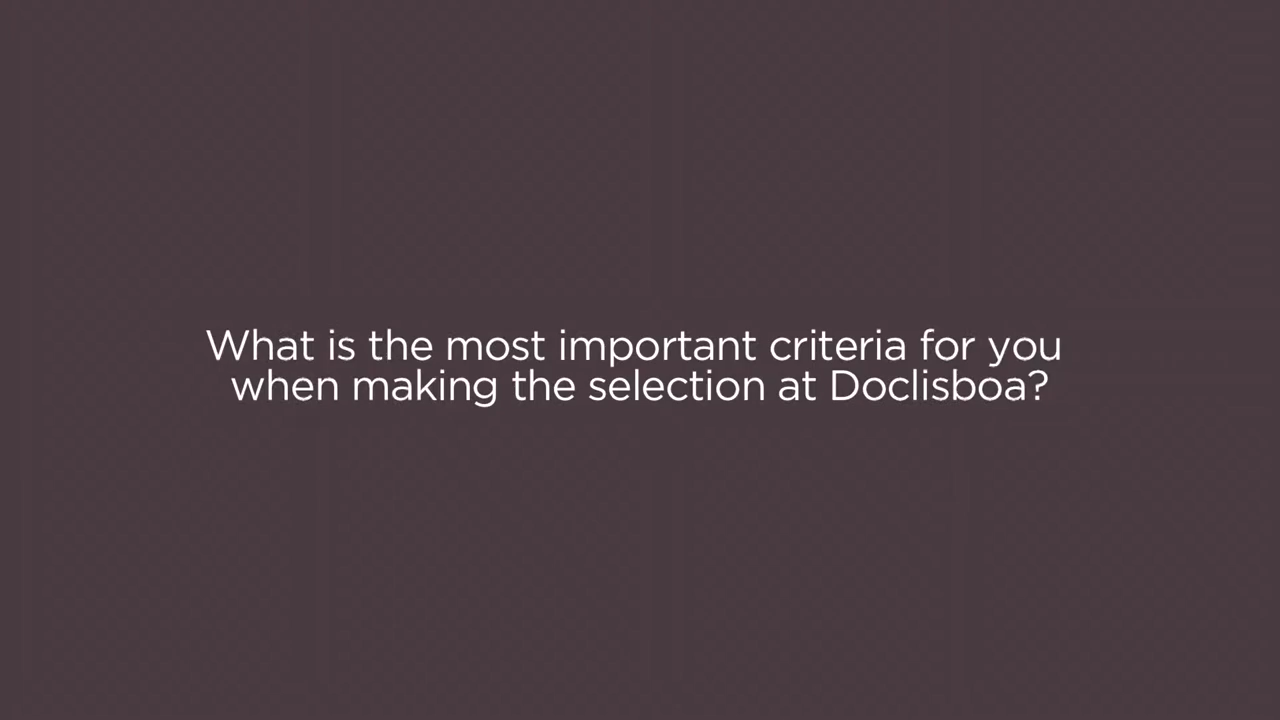 What is the most important criteria for you
when making the selection at Doclisboa?